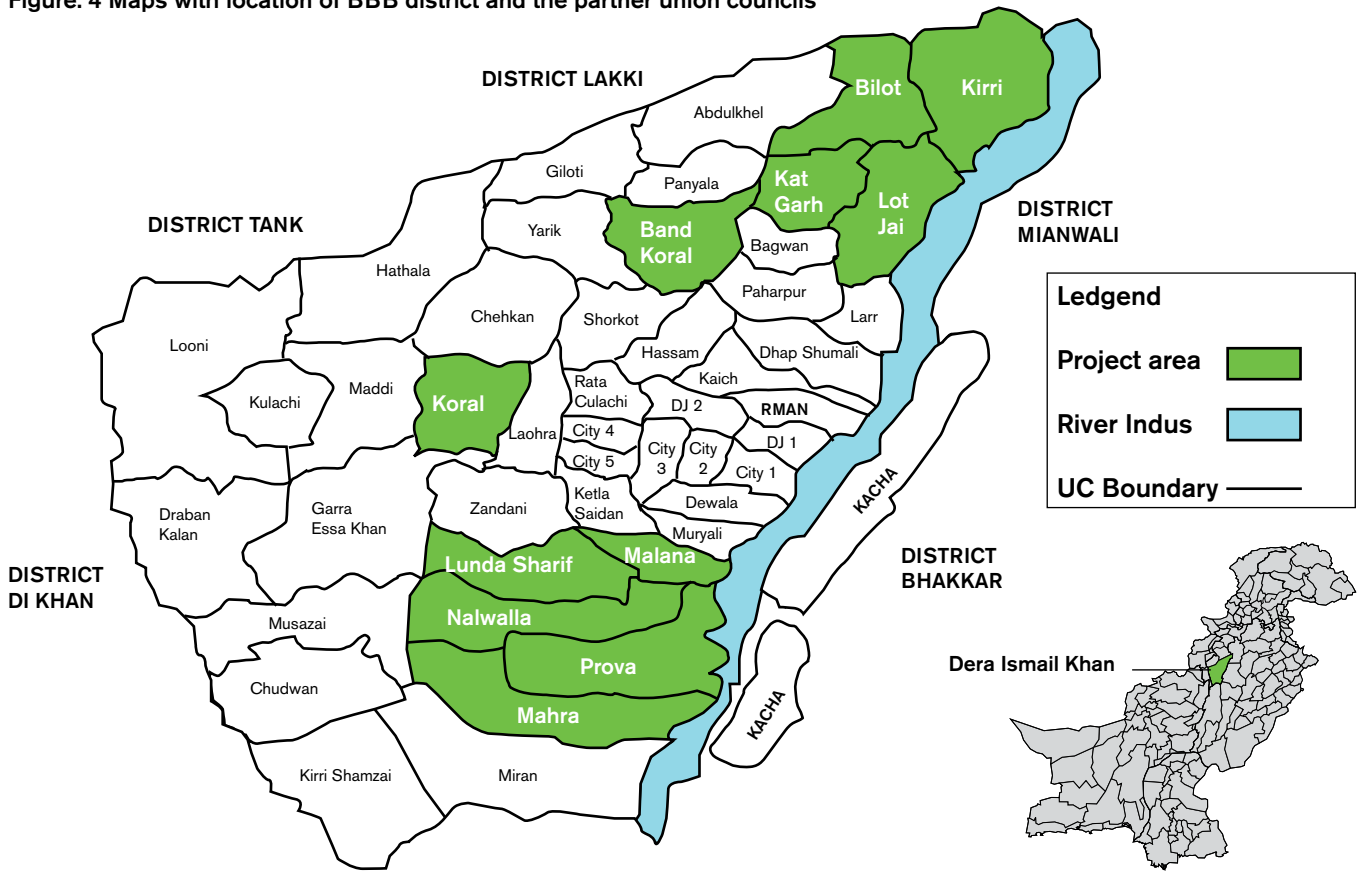 Figure. 4 Maps with location of BBB district and the partner union councils
DISTRICT LAKKI
Bilot
Kirri
Abdulkhel
Giloti
Panyala
Kat
Garh
Lot
Jai
DISTRICT
MIANWALI
DISTRICT TANK
Yarik
Band
Koral
Bagwan
Hathala
Paharpur
Chehkan
Shorkot
Larr
Looni
Hassam
Dhap Shumali
Maddi
Kulachi
Koral
Rata
Culachi
Kaich
DJ 2
RMAN
Laohra
City 4
City 5
City
3
City
2
DJ 1
City 1
KACHA
Draban
Kalan
Garra
Essa Khan
Zandani
Ketla
Saidan
Dewala
Muryali
DISTRICT
DI KHAN
Lunda Sharif
Malana
DISTRICT
BHAKKAR
Musazai
Nalwalla
Prova
Chudwan
Mahra
KACHA
Kirri Shamzai
Miran
Ledgend
Project area
River Indus
UC Boundary
Dera Ismail Khan